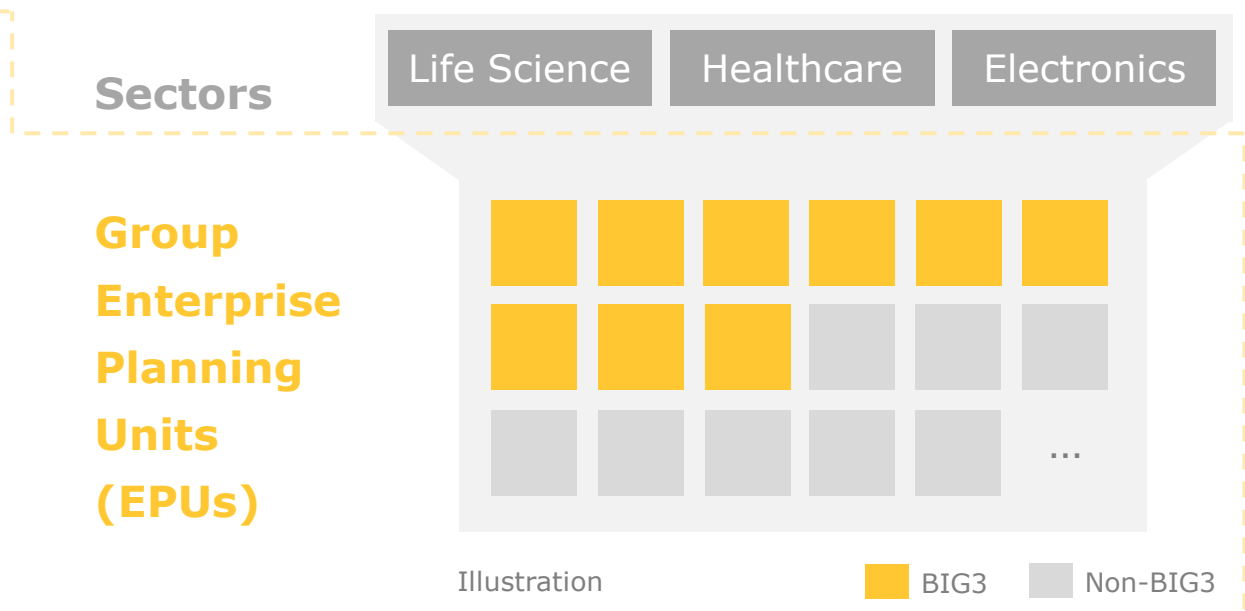 Sectors
Life Science
Healthcare
Electronics
Group
Enterprise
Planning
Units
(EPUs)
...
Illustration
BIG3
Non-BIG3